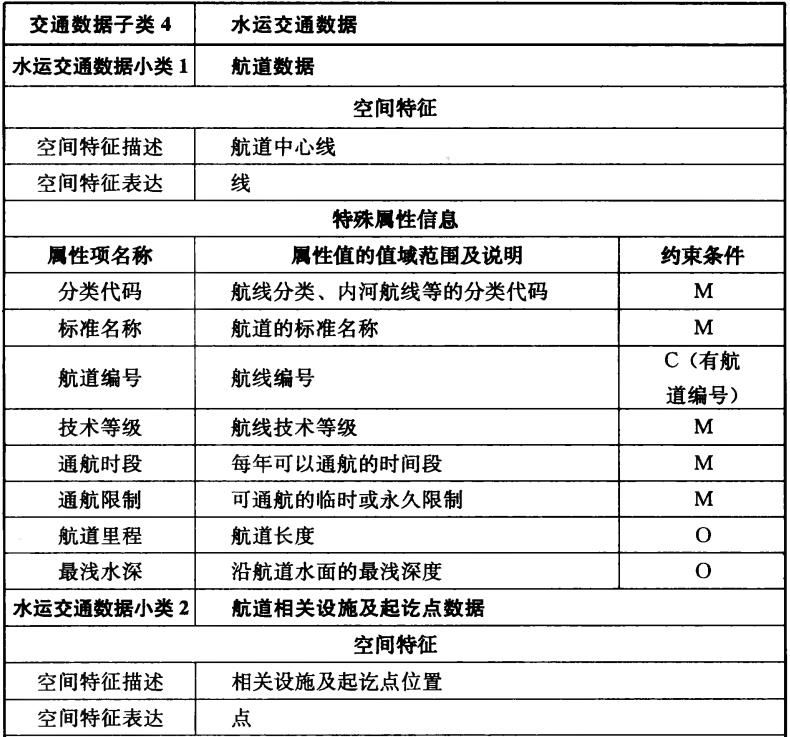 交通数据子类 4 水运交通数据
水运交通数据小类 1 航道数据
空间特征
空间特征描述 航道中心线
空间特征表达 线
特殊属性信息
属性项名称 属性值的值域范围及说明 约束条件
分类代码 航线分类、内河航线等的分类代码 M
标准名称 航道的标准名称 M
航道编号 航线编号 C（有航
道编号）
技术等级 航线技术等级 M
通航时段 每年可以通航的时间段 M
通航限制 可通航的临时或永久限制 M
航道里程 航道长度 O
最浅水深 沿航道水面的最浅深度 O
水运交通数据小类 2 航道相关设施及起讫点数据
空间特征
空间特征描述 相关设施及起讫点位置
空间特征表达 点